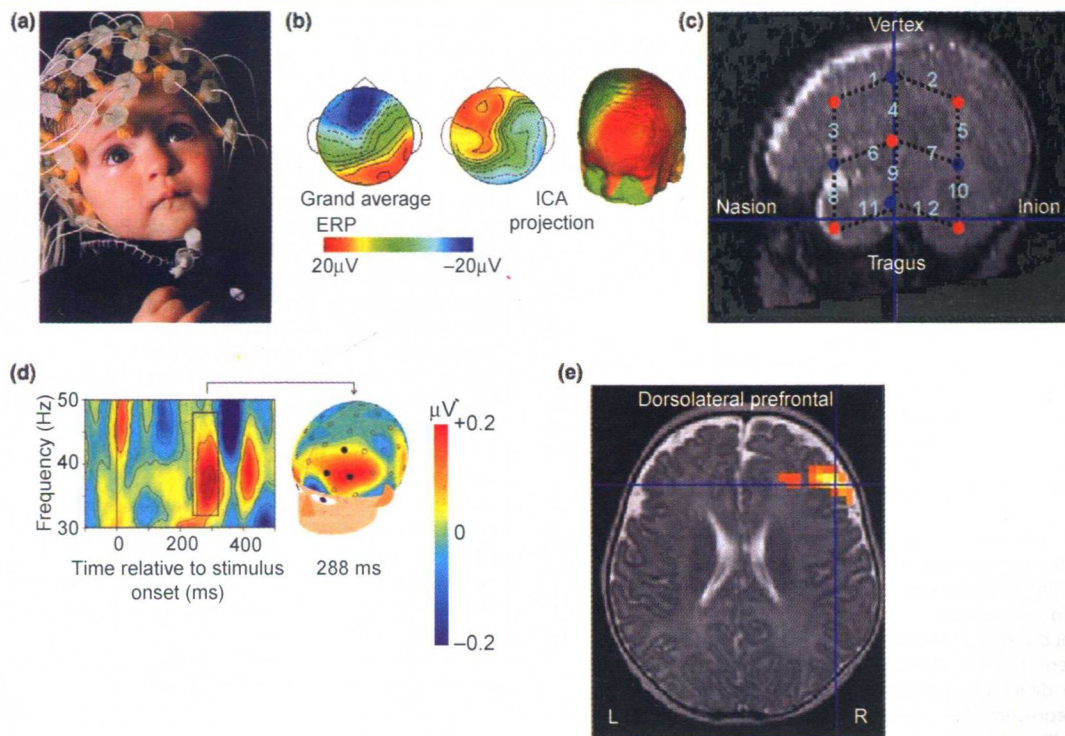 (a)
(b)
Grand average
ERP
ICA
projection
20μV
−20μV
(c)
Vertex
1
2
4
3
5
6
7
9
8
10
11
12
Nasion
Inion
Tragus
(d)
Frequency (Hz)
50
40
30
0
200
400
Time relative to stimulus
onset (ms)
288 ms
μV
+0.2
0
−0.2
(e)
Dorsolateral prefrontal
L
R